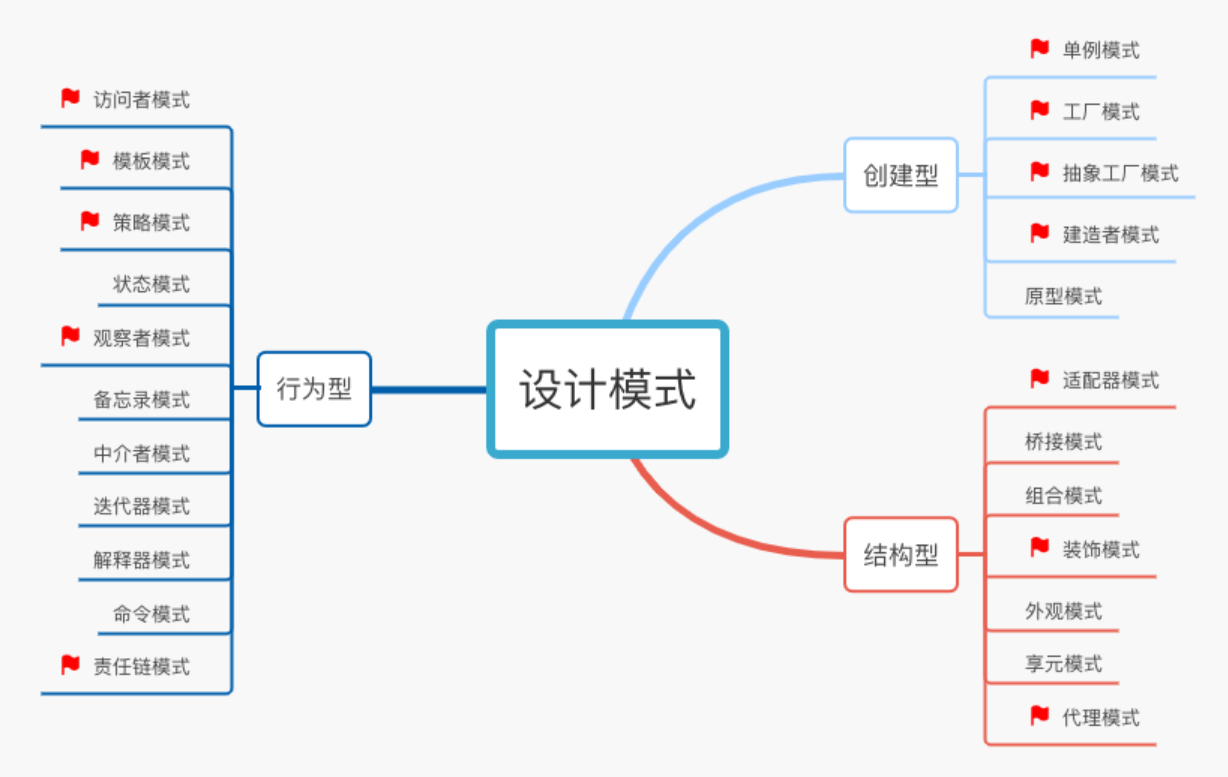 设计模式
创建型
单例模式
工厂模式
抽象工厂模式
建造者模式
原型模式
结构型
适配器模式
桥接模式
组合模式
装饰模式
外观模式
享元模式
代理模式
行为型
访问者模式
模板模式
策略模式
状态模式
观察者模式
备忘录模式
中介者模式
迭代器模式
解释器模式
命令模式
责任链模式